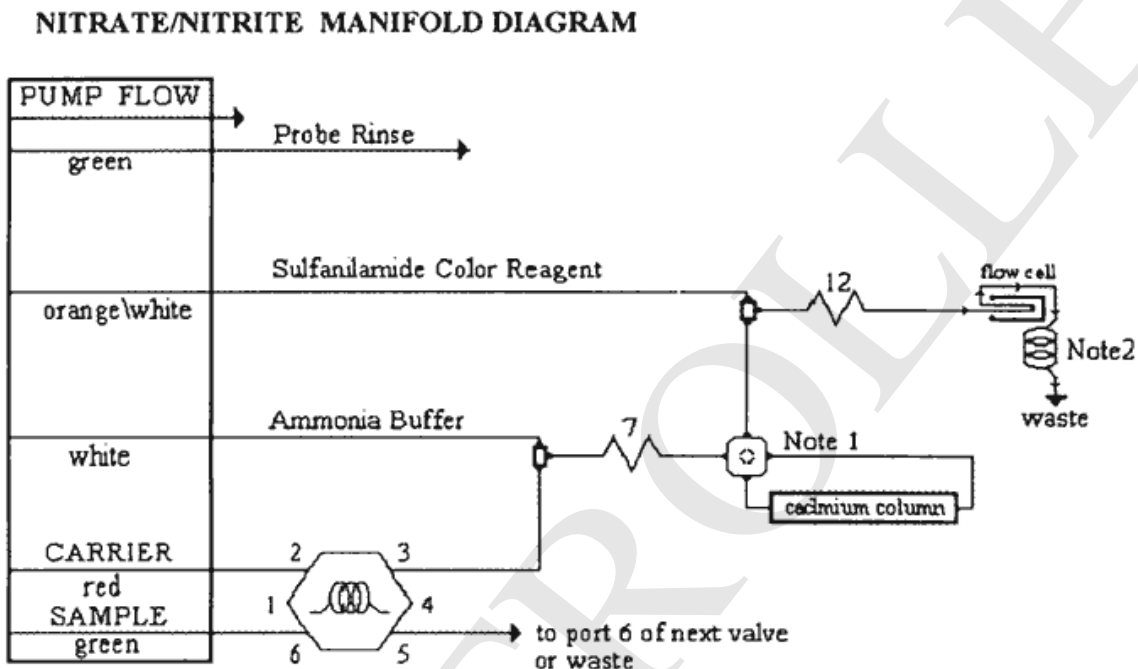 NITRATE/NITRITE MANIFOLD DIAGRAM
PUMP FLOW
Probe Rinse
green
Sulfanilamide Color Reagent
orange\white
12
flow cell
Note2
waste
Ammonia Buffer
white
7
Note 1
cadmium column
CARRIER
red
2
3
1
4
SAMPLE
green
6
5
to port 6 of next valve
or waste